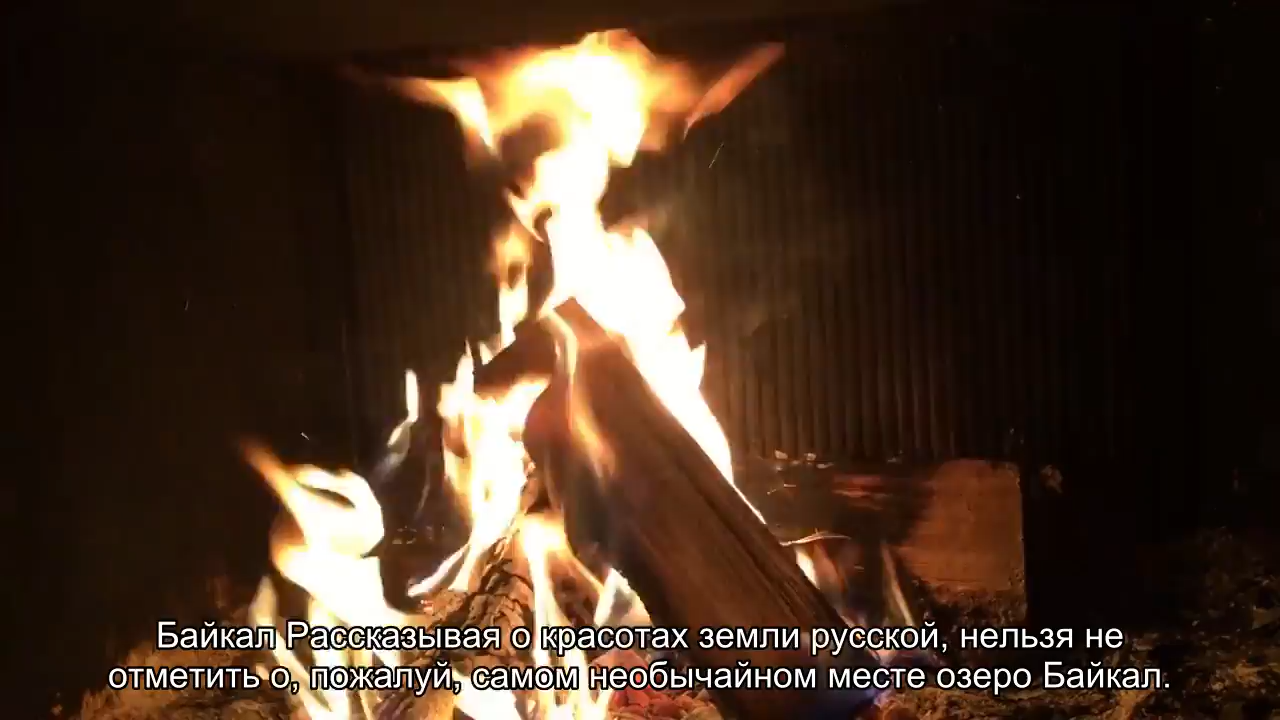 Байкал Рассказывая о красотах земли русской, нельзя не
отметить о, пожалуй, самом необычайном месте озеро Байкал.